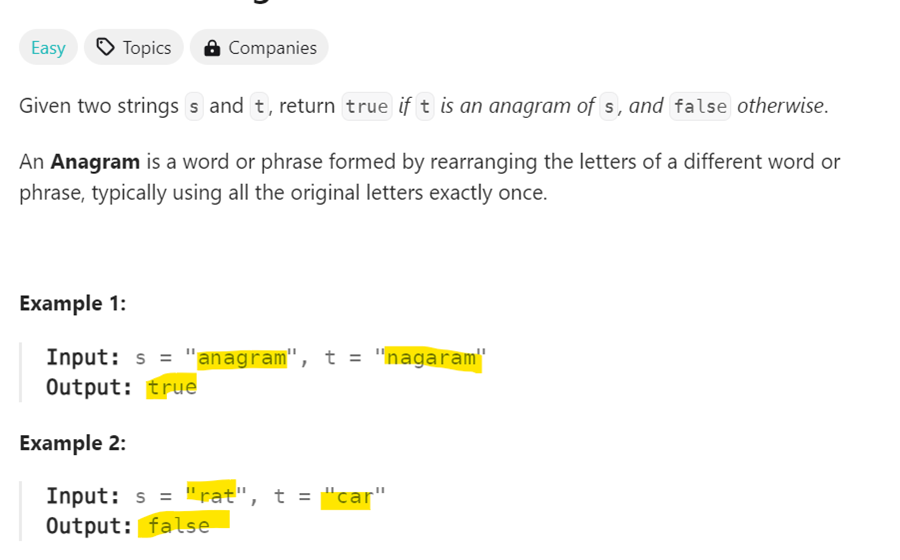 Easy Topics Companies
Given two strings s and t, return true if t is an anagram of s, and false otherwise.
An Anagram is a word or phrase formed by rearranging the letters of a different word or
phrase, typically using all the original letters exactly once.
Example 1:
Input: s = "anagram", t = "nagaram"
Output: true
Example 2:
Input: s = "rat", t = "car"
Output: false